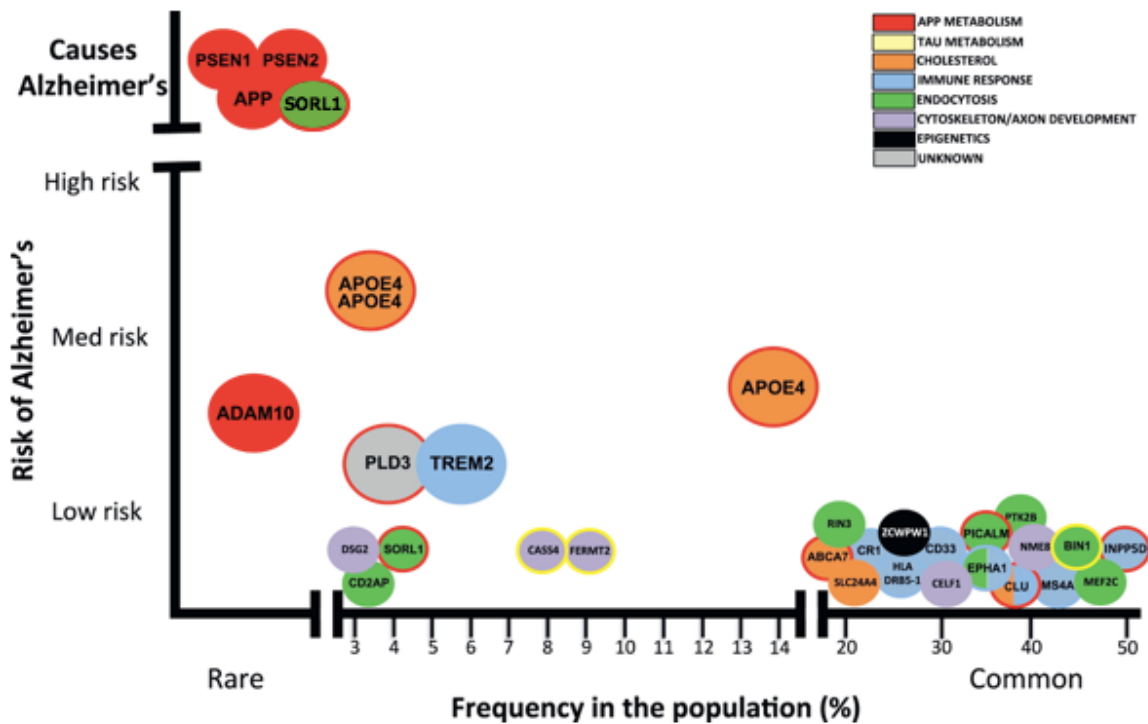 Causes
Alzheimer's
High risk
Med risk
Low risk
Risk of Alzheimer's
PSEN1
PSEN2
APP
SORL1
APP METABOLISM
TAU METABOLISM
CHOLESTEROL
IMMUNE RESPONSE
ENDOCYTOSIS
CYTOSKELETON/AXON DEVELOPMENT
EPIGENETICS
UNKNOWN
APOE4
APOE4
APOE4
ADAM10
PLD3
TREM2
DSG2
SORL1
CD2AP
CASS4
FERMT2
RIN3
ABCA7
SLC24A4
CR1
ZCWPW1
HLA
DRB5-1
CD33
CELF1
PICALM
EPHA1
PTK2B
NME8
CLU
BIN1
MS4A
MEF2C
INPP5D
3 4 5 6 7 8 9 10 11 12 13 14 20 30 40 50
Rare
Common
Frequency in the population (%)